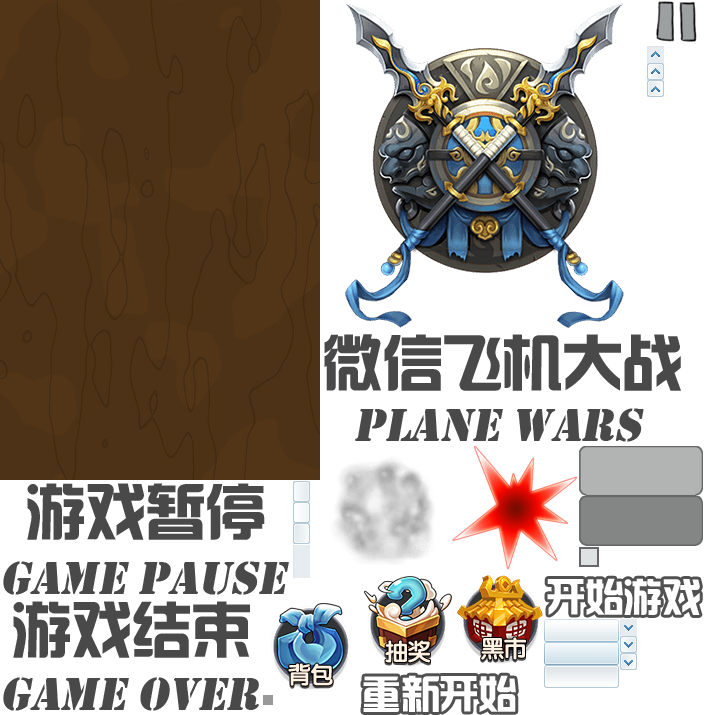 微信飞机大战
PLANE WARS
游戏暂停
GAME PAUSE
游戏结束
GAME OVER
背包
抽奖
黑市
开始游戏
重新开始